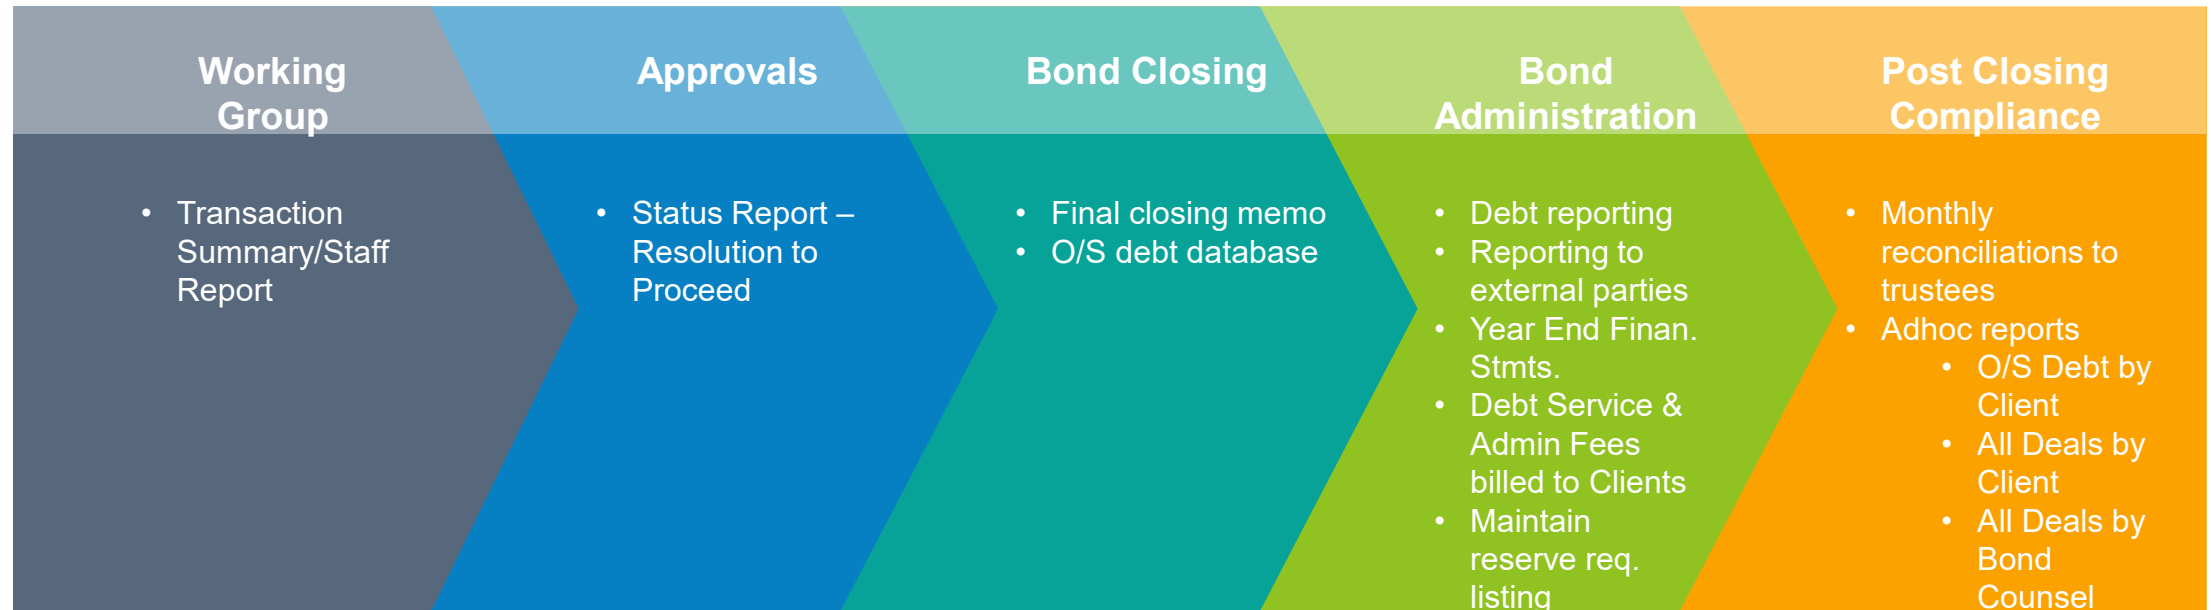 Working
Group
• Transaction
Summary/Staff
Report
Approvals
• Status Report –
Resolution to
Proceed
Bond Closing
• Final closing memo
• O/S debt database
Bond
Administration
• Debt reporting
• Reporting to
external parties
• Year End Finan.
Stmts.
• Debt Service &
Admin Fees
billed to Clients
• Maintain
reserve req.
listing
Post Closing
Compliance
• Monthly
reconciliations to
trustees
• Adhoc reports
• O/S Debt by
Client
• All Deals by
Client
• All Deals by
Bond
Counsel